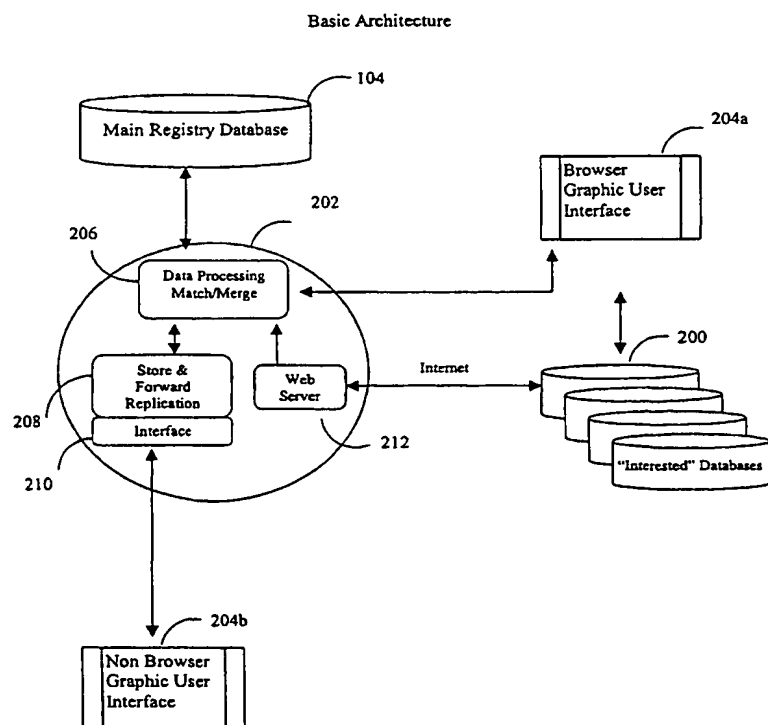 Basic Architecture
104
Main Registry Database
204a
Browser
Graphic User
Interface
202
206
Data Processing
Match/Merge
200
Store &
Forward
Replication
Web
Server
Internet
208
Interface
212
210
"Interested" Databases
204b
Non Browser
Graphic User
Interface